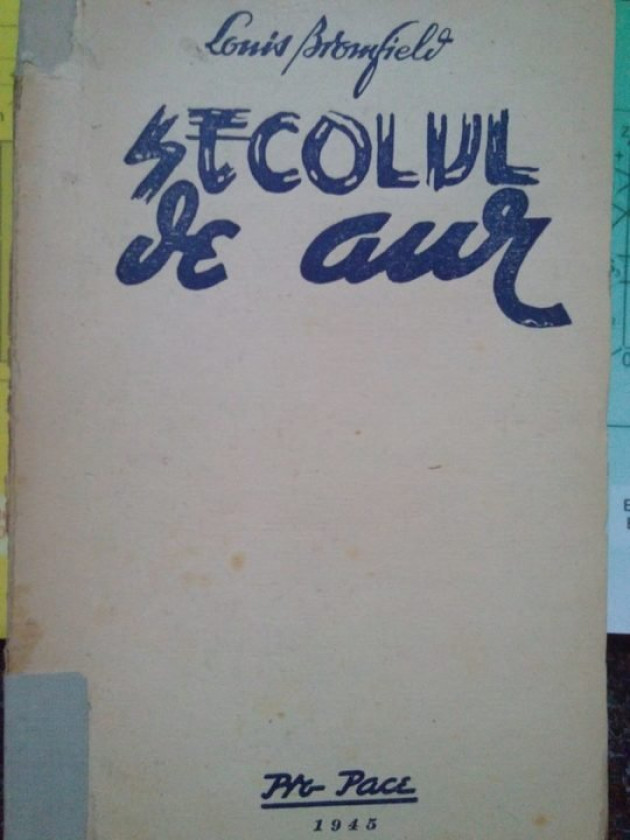 Louis Bromfield
SECOLUL
de aur
Pro Pace
1945